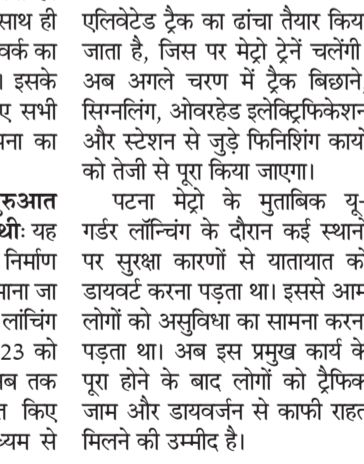 साथ ही
वर्क का
। इसके
ए सभी
ना का
रुआत
थी: यह
निर्माण
माना जा
लांचिंग
23 को
ब तक
त किए
ध्यम से
एलिवेटेड ट्रैक का ढांचा तैयार किय
जाता है, जिस पर मेट्रो ट्रेनें चलेंगी
अब अगले चरण में ट्रैक बिछाने,
सिग्नलिंग, ओवरहेड इलेक्ट्रिफिकेशन
और स्टेशन से जुड़े फिनिशिंग कार्यो
को तेजी से पूरा किया जाएगा।
पटना मेट्रो के मुताबिक यू-
गर्डर लॉन्चिंग के दौरान कई स्थान
पर सुरक्षा कारणों से यातायात क
डायवर्ट करना पड़ता था। इससे आम
लोगों को असुविधा का सामना करन
पड़ता था। अब इस प्रमुख कार्य के
पूरा होने के बाद लोगों को ट्रैफिक
जाम और डायवर्जन से काफी राहत
मिलने की उम्मीद है।